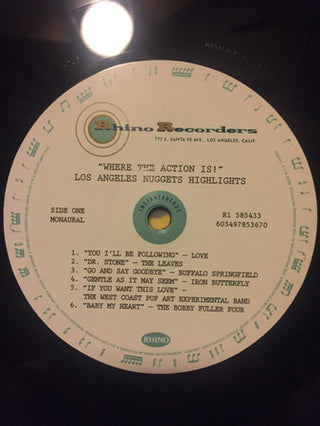 Rhino Recorders
777 S. SANTA FE AVE., LOS ANGELES, CALIF.
"WHERE THE ACTION IS!"
LOS ANGELES NUGGETS HIGHLIGHTS
SIDE ONE
MONAURAL
R1 585433
603497853670
1. "YOU I'LL BE FOLLOWING" — LOVE
2. "DR. STONE" — THE LEAVES
3. "GO AND SAY GOODBYE" — BUFFALO SPRINGFIELD
4. "GENTLE AS IT MAY SEEM" — IRON BUTTERFLY
5. "IF YOU WANT THIS LOVE" —
THE WEST COAST POP ART EXPERIMENTAL BAND
6. "BABY MY HEART" — THE BOBBY FULLER FOUR
RHINO